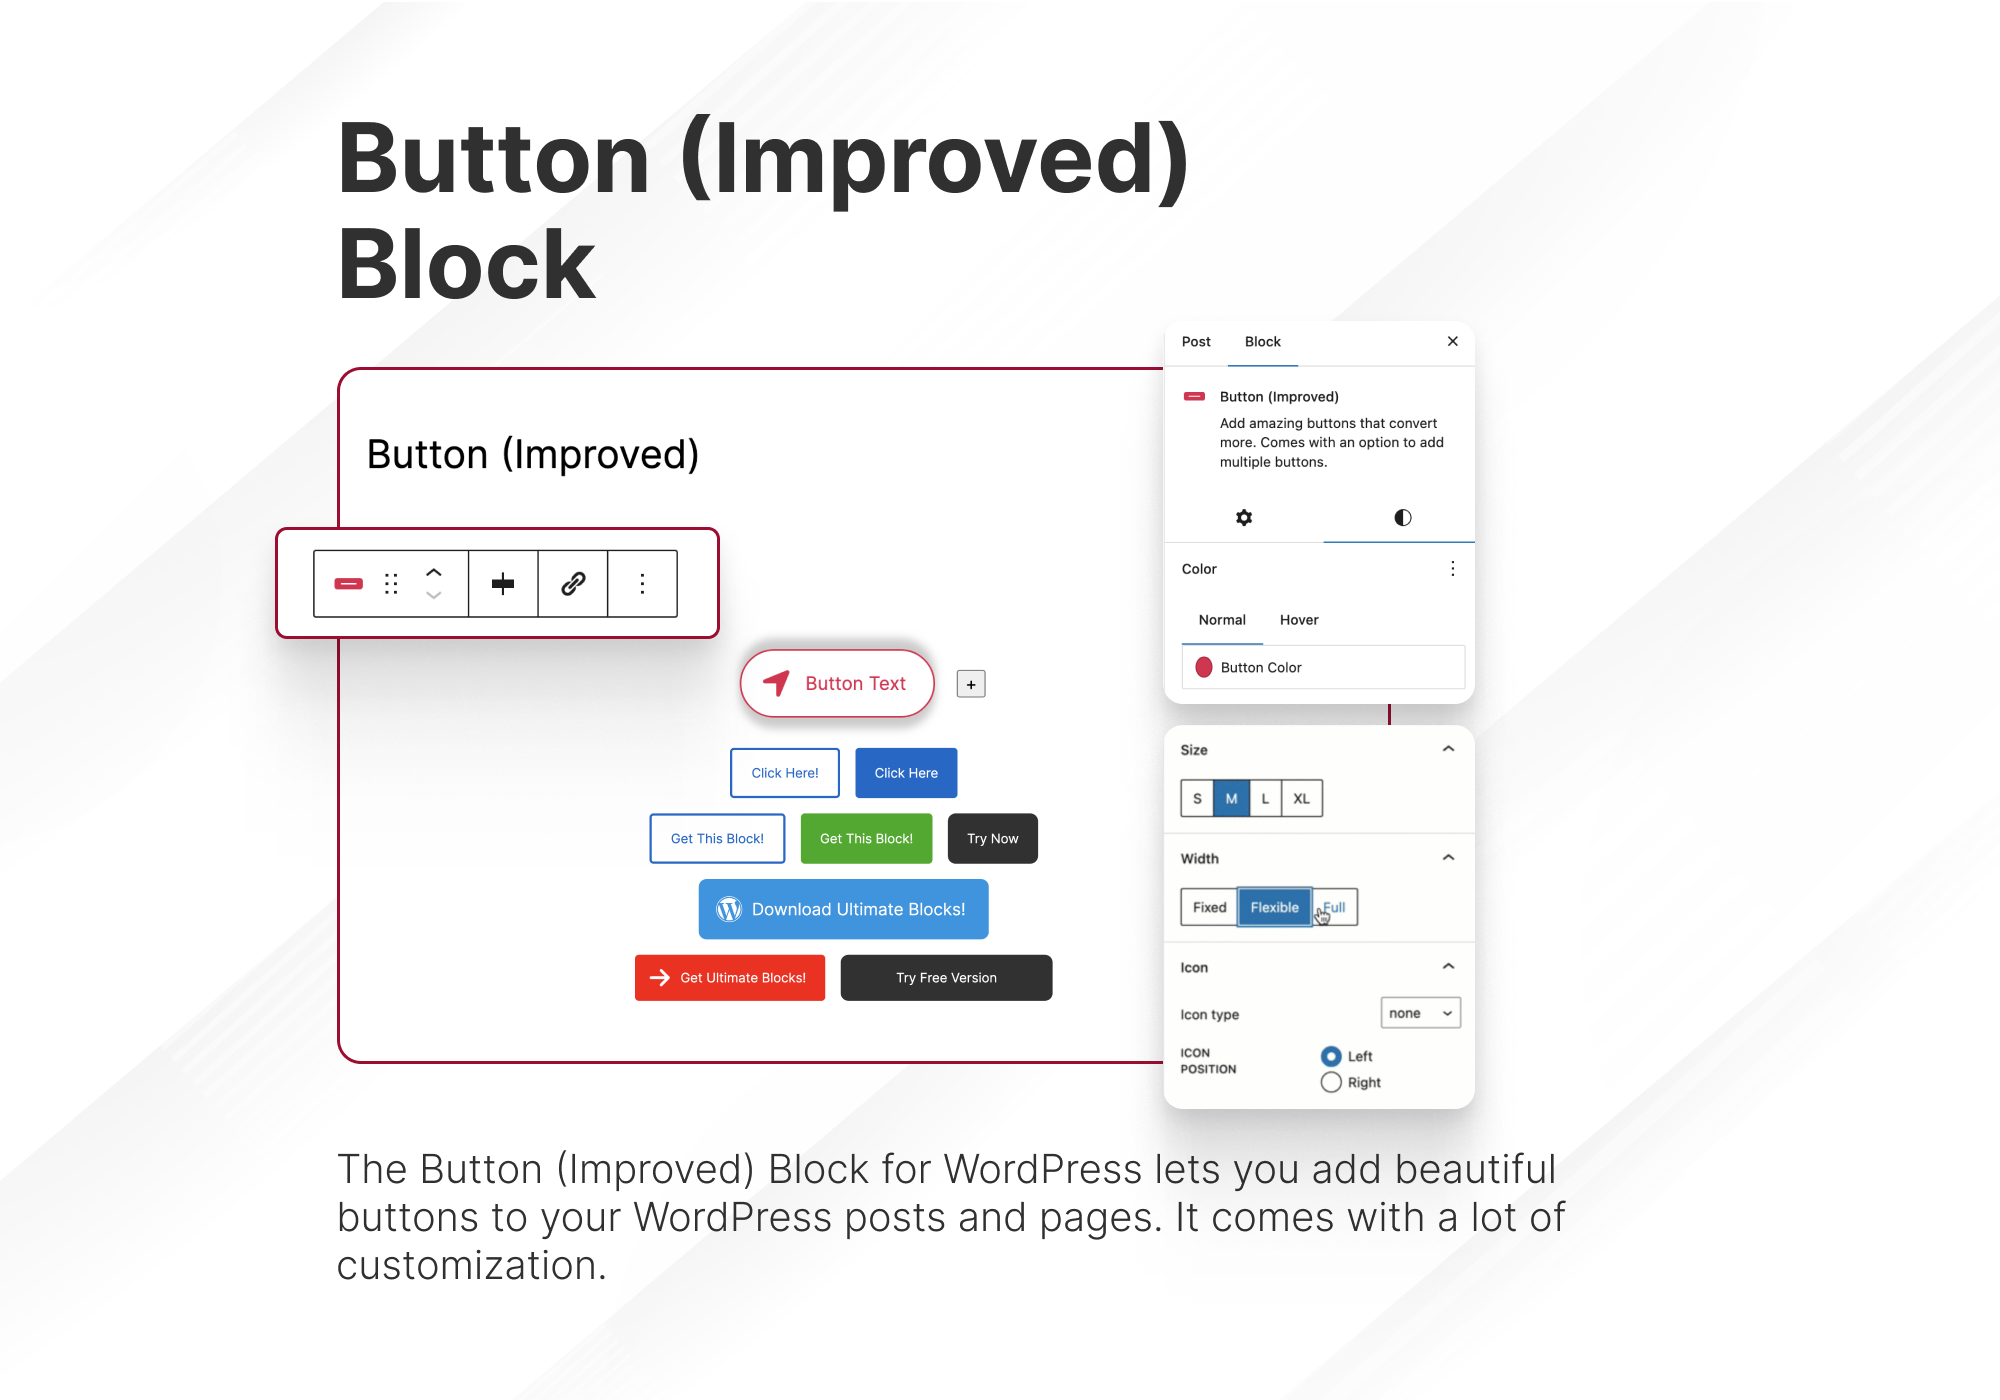 Button (Improved)
Block
Post Block
Button (Improved)
Add amazing buttons that convert
more. Comes with an option to add
multiple buttons.
Color
Normal Hover
Button Color
Button (Improved)
Button Text +
Click Here! Click Here
Get This Block! Get This Block! Try Now
Download Ultimate Blocks!
Get Ultimate Blocks! Try Free Version
Size
S M L XL
Width
Fixed Flexible Full
Icon
Icon type none
ICON
POSITION
Left
Right
The Button (Improved) Block for WordPress lets you add beautiful
buttons to your WordPress posts and pages. It comes with a lot of
customization.